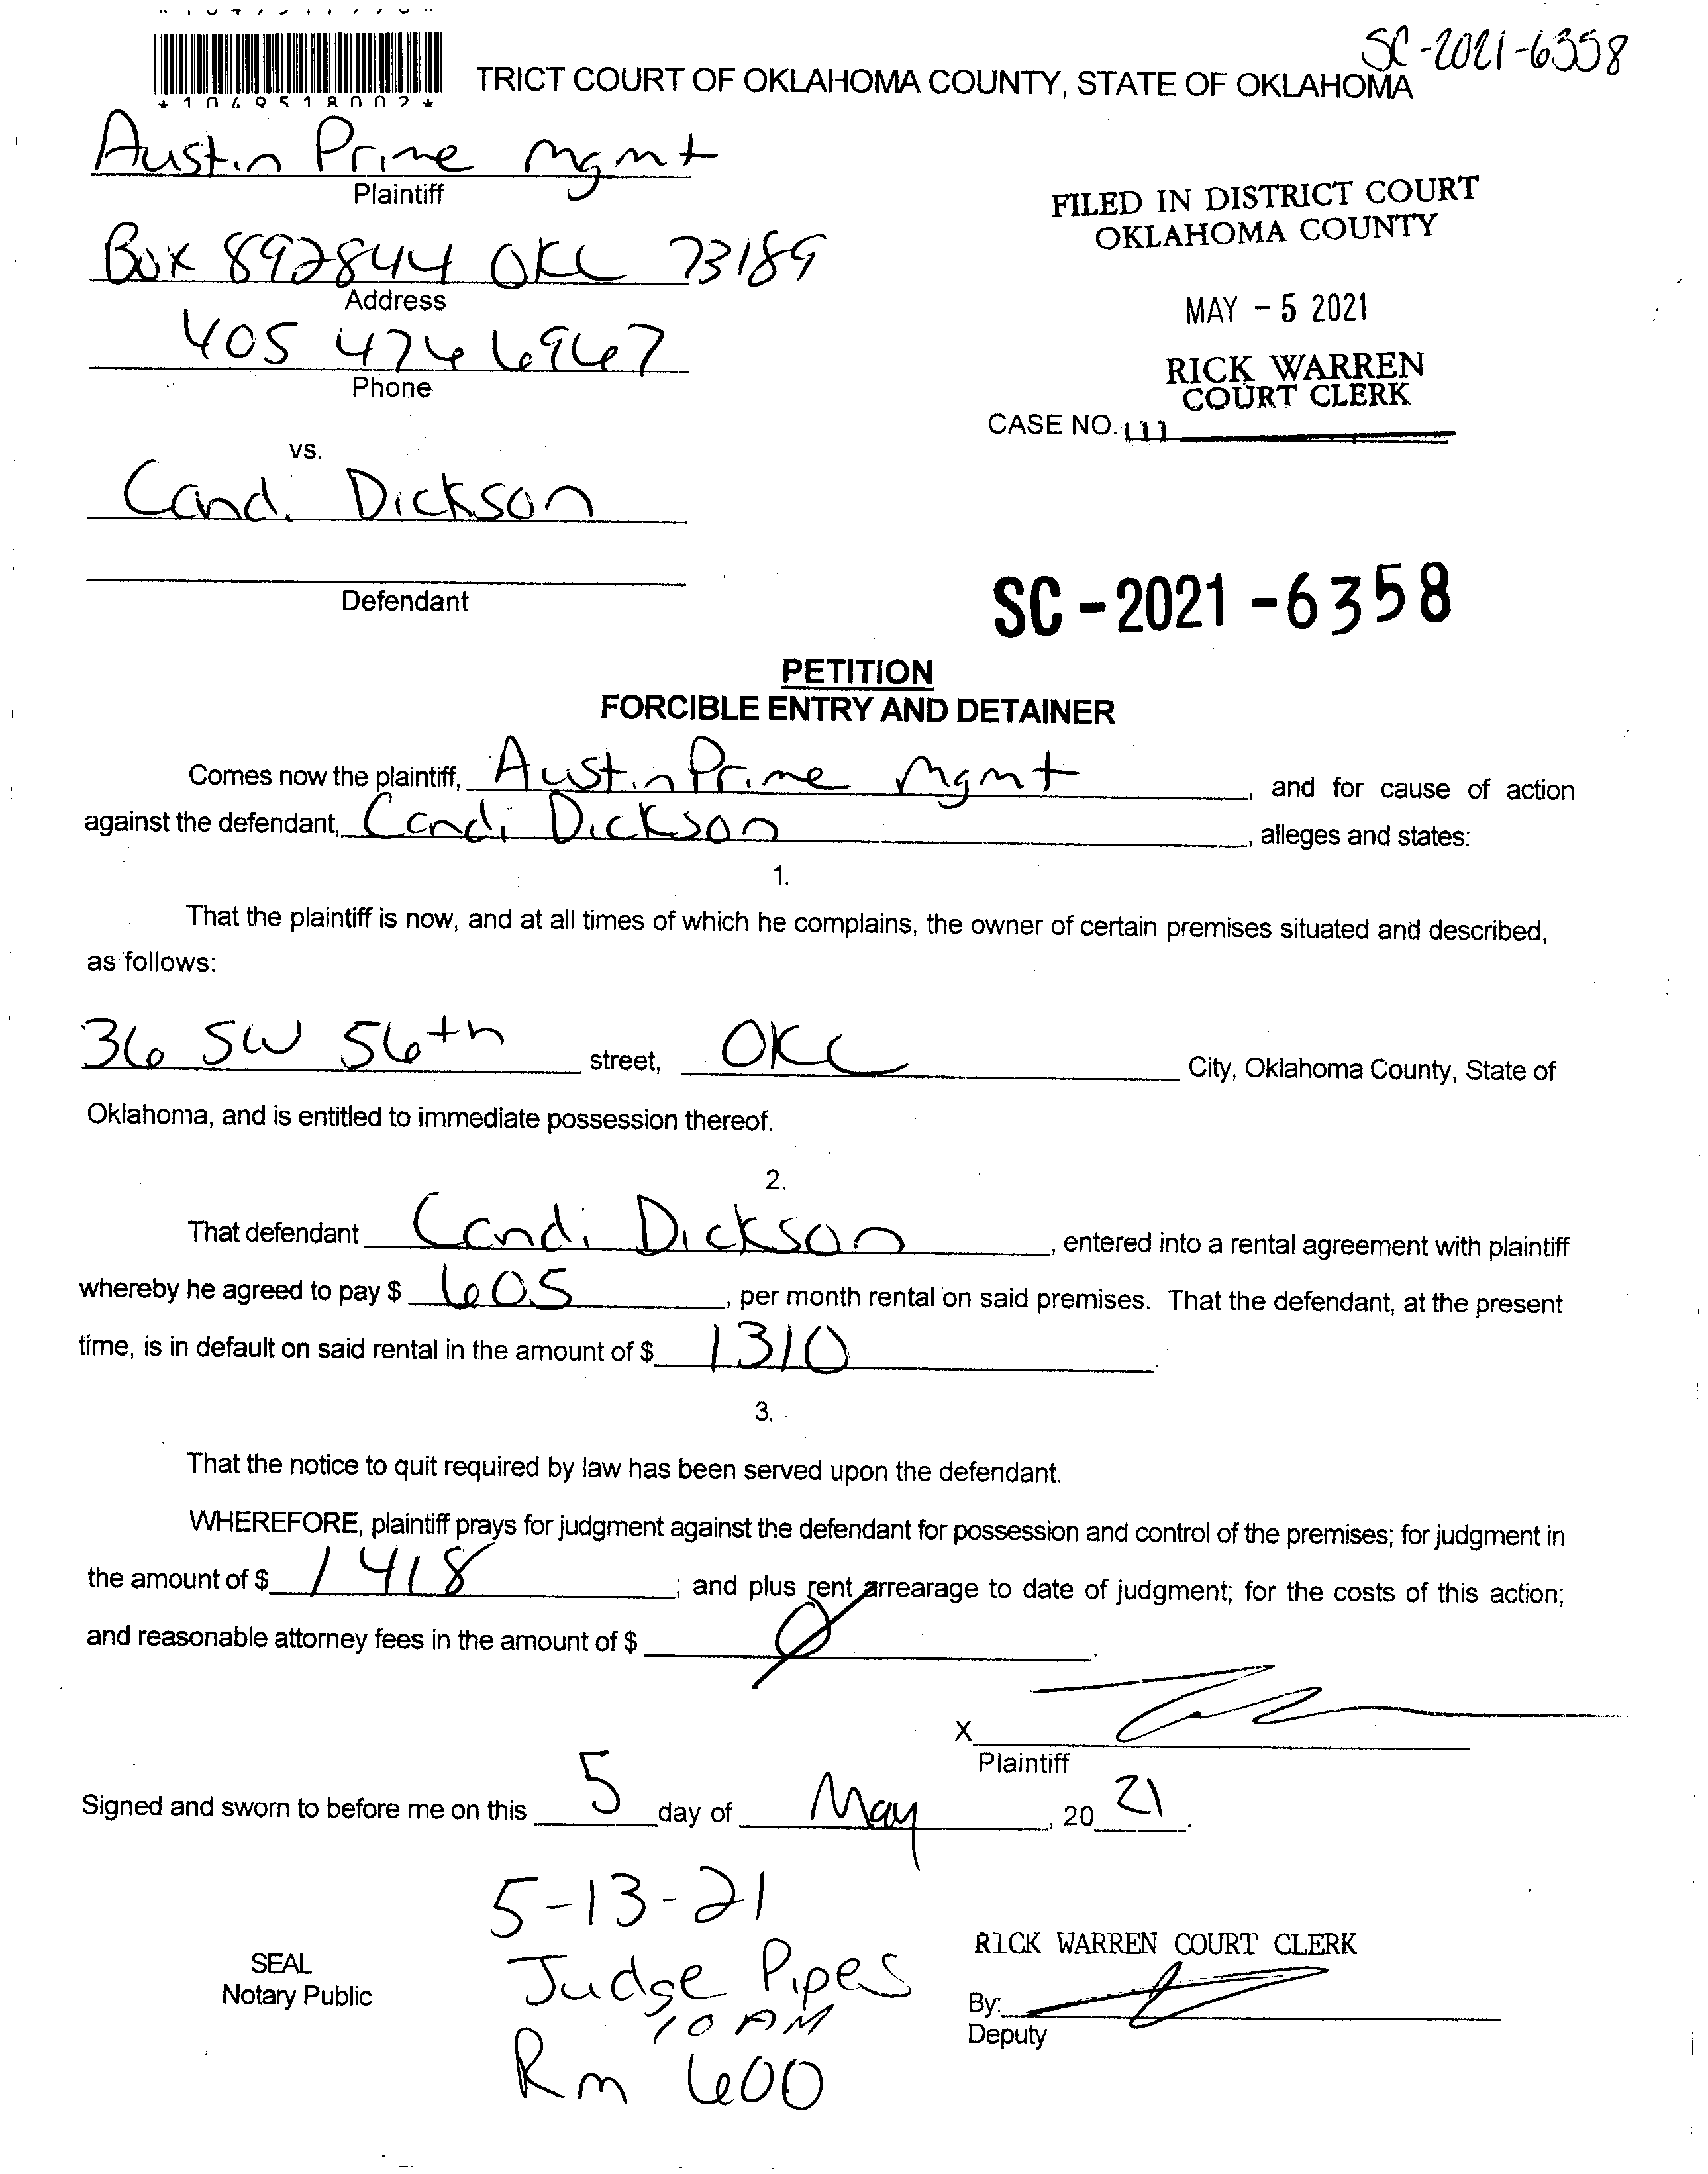 SC-2021-6358
*1049518002*
TRICT COURT OF OKLAHOMA COUNTY, STATE OF OKLAHOMA
Austin Prime Mgmt
Plaintiff
FILED IN DISTRICT COURT
OKLAHOMA COUNTY
Box 892844 OKC 73189
Address
MAY - 5 2021
405 474 6967
Phone
RICK WARREN
COURT CLERK
CASE NO. 111
vs.
Candi Dickson
Defendant
SC-2021-6358
PETITION
FORCIBLE ENTRY AND DETAINER
Comes now the plaintiff, Austin Prime Mgmt, and for cause of action
against the defendant, Candi Dickson, alleges and states:
1.
That the plaintiff is now, and at all times of which he complains, the owner of certain premises situated and described,
as follows:
36 SW 56th street, OKC City, Oklahoma County, State of
Oklahoma, and is entitled to immediate possession thereof.
2.
That defendant Candi Dickson, entered into a rental agreement with plaintiff
whereby he agreed to pay $ 605, per month rental on said premises. That the defendant, at the present
time, is in default on said rental in the amount of $ 1310.
3.
That the notice to quit required by law has been served upon the defendant.
WHEREFORE, plaintiff prays for judgment against the defendant for possession and control of the premises; for judgment in
the amount of $ 1418; and plus rent arrearage to date of judgment; for the costs of this action;
and reasonable attorney fees in the amount of $ 0.
X
Plaintiff
Signed and sworn to before me on this 5 day of May, 20 21.
5-13-21
SEAL
Notary Public
Judge Pipes
10 AM
Rm 600
RICK WARREN COURT CLERK
By:
Deputy